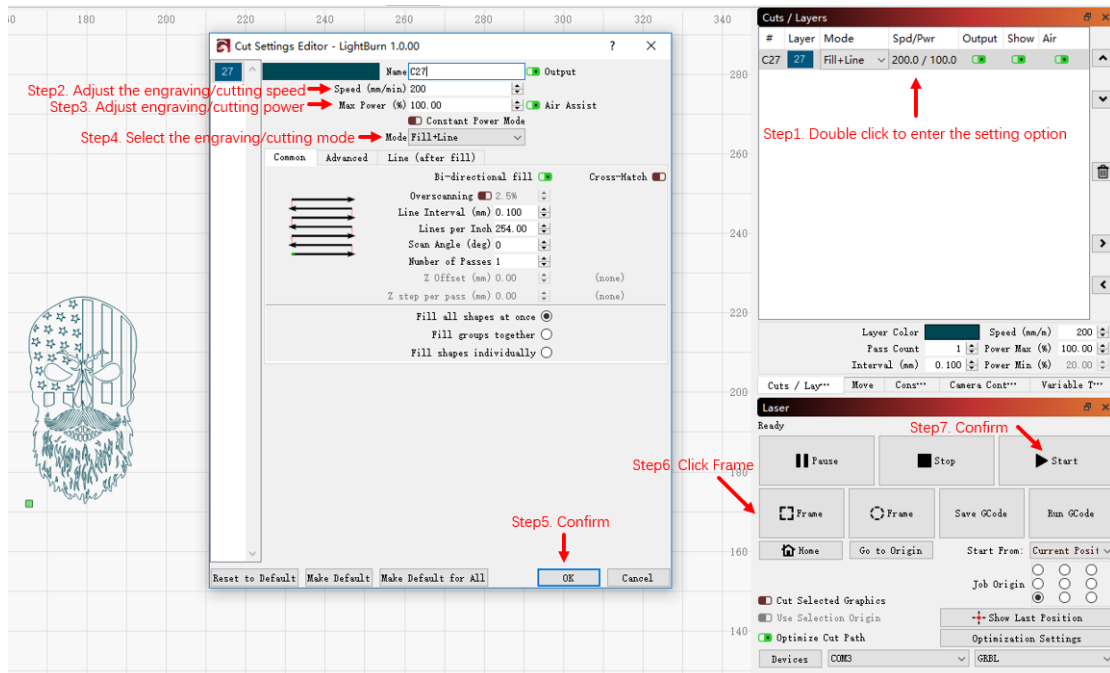 180 200 220 240 260 280 300 320 340
280
260
240
220
200
180
160
140
Cut Settings Editor - LightBurn 1.0.00 ? ×
27
Name C27 Output
Step2. Adjust the engraving/cutting speed
Speed (mm/min) 200
Step3. Adjust engraving/cutting power
Max Power (%) 100.00 Air Assist
Constant Power Mode
Step4. Select the engraving/cutting mode
Mode Fill+Line
Common Advanced Line (after fill)
Bi-directional fill Cross-Hatch
Overscanning 2.5%
Line Interval (mm) 0.100
Lines per Inch 254.00
Scan Angle (deg) 0
Number of Passes 1
Z Offset (mm) 0.00 (none)
Z step per pass (mm) 0.00 (none)
Fill all shapes at once
Fill groups together
Fill shapes individually
Step5. Confirm
Reset to Default Make Default Make Default for All OK Cancel
Cuts / Layers
# Layer Mode Spd/Pwr Output Show Air
C27 27 Fill+Line 200.0 / 100.0
Step1. Double click to enter the setting option
Layer Color Speed (mm/m) 200
Pass Count 1 Power Max (%) 100.00
Interval (mm) 0.100 Power Min (%) 20.00
Cuts / Lay··· Move Cons··· Camera Cont··· Variable T···
Laser
Ready
Step7. Confirm
Pause Stop Start
Step6. Click Frame
Frame Frame Save GCode Run GCode
Home Go to Origin Start From: Current Posit
Job Origin
Cut Selected Graphics
Use Selection Origin Show Last Position
Optimize Cut Path Optimization Settings
Devices COM3 GRBL